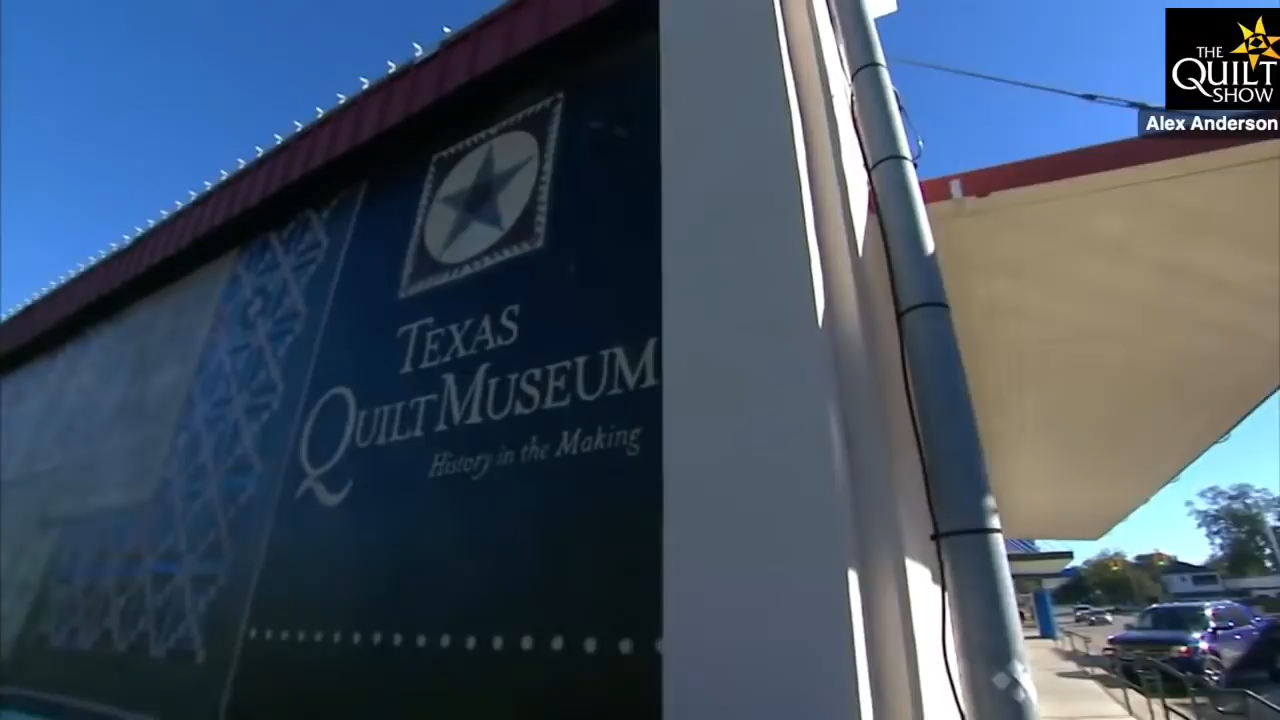 THE
QUILT
SHOW
Alex Anderson
TEXAS
QUILT MUSEUM
History in the Making